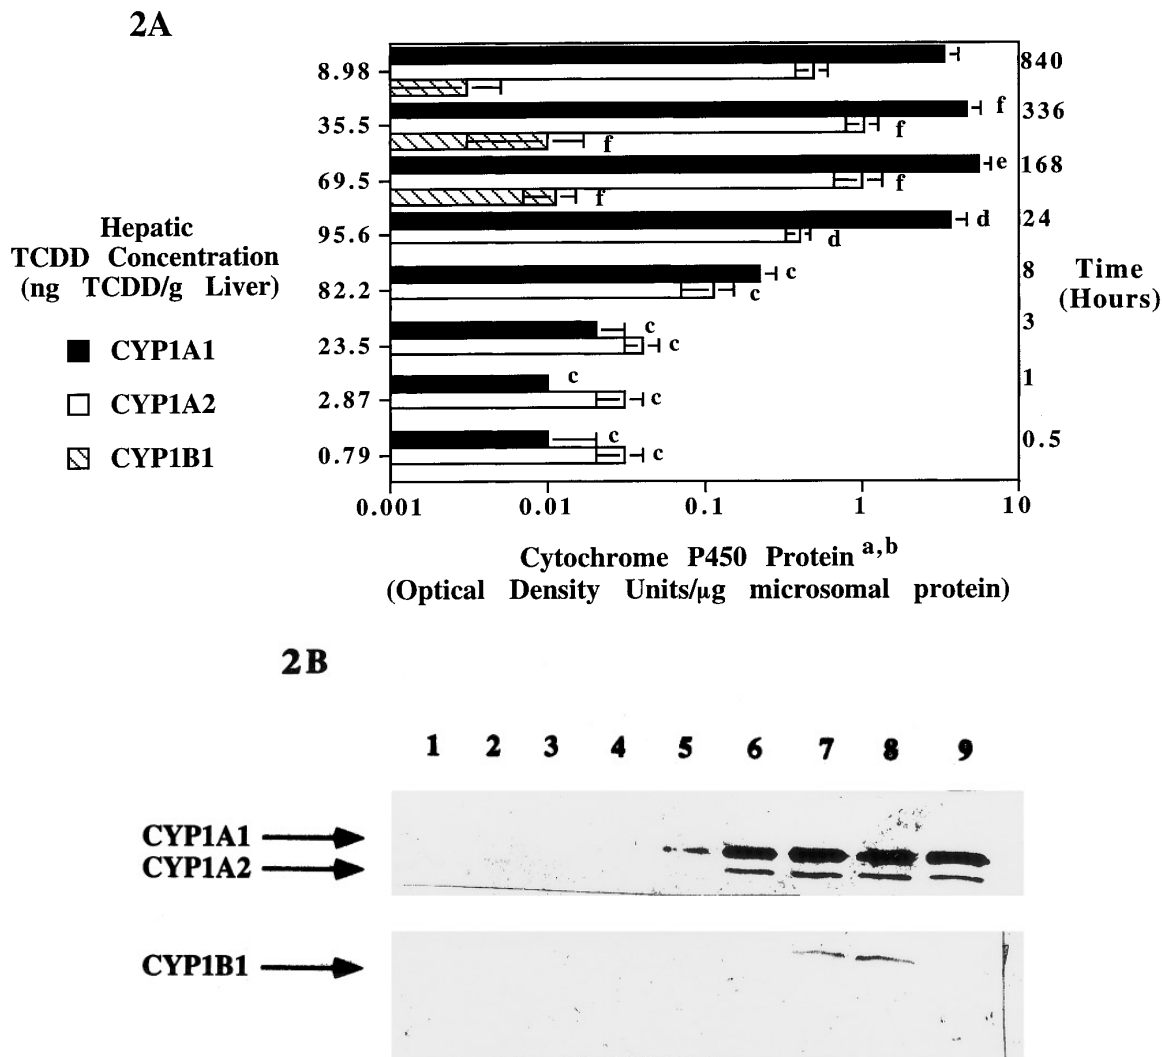 2A
8.98
35.5
69.5
95.6
82.2
23.5
2.87
0.79
840
336
168
24
8
3
1
0.5
f
f
f
e
f
f
d
d
c
c
c
c
c
c
c
c
Hepatic
TCDD Concentration
(ng TCDD/g Liver)
CYP1A1
CYP1A2
CYP1B1
Time
(Hours)
0.001 0.01 0.1 1 10
Cytochrome P450 Protein a,b
(Optical Density Units/µg microsomal protein)
2B
1 2 3 4 5 6 7 8 9
CYP1A1
CYP1A2
CYP1B1